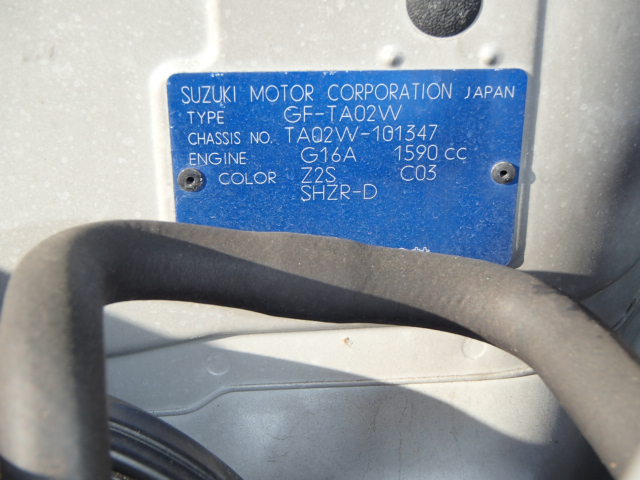 SUZUKI MOTOR CORPORATION JAPAN
TYPE GF-TA02W
CHASSIS NO. TA02W-101347
ENGINE G16A 1590 cc
COLOR Z2S C03
SHZR-D